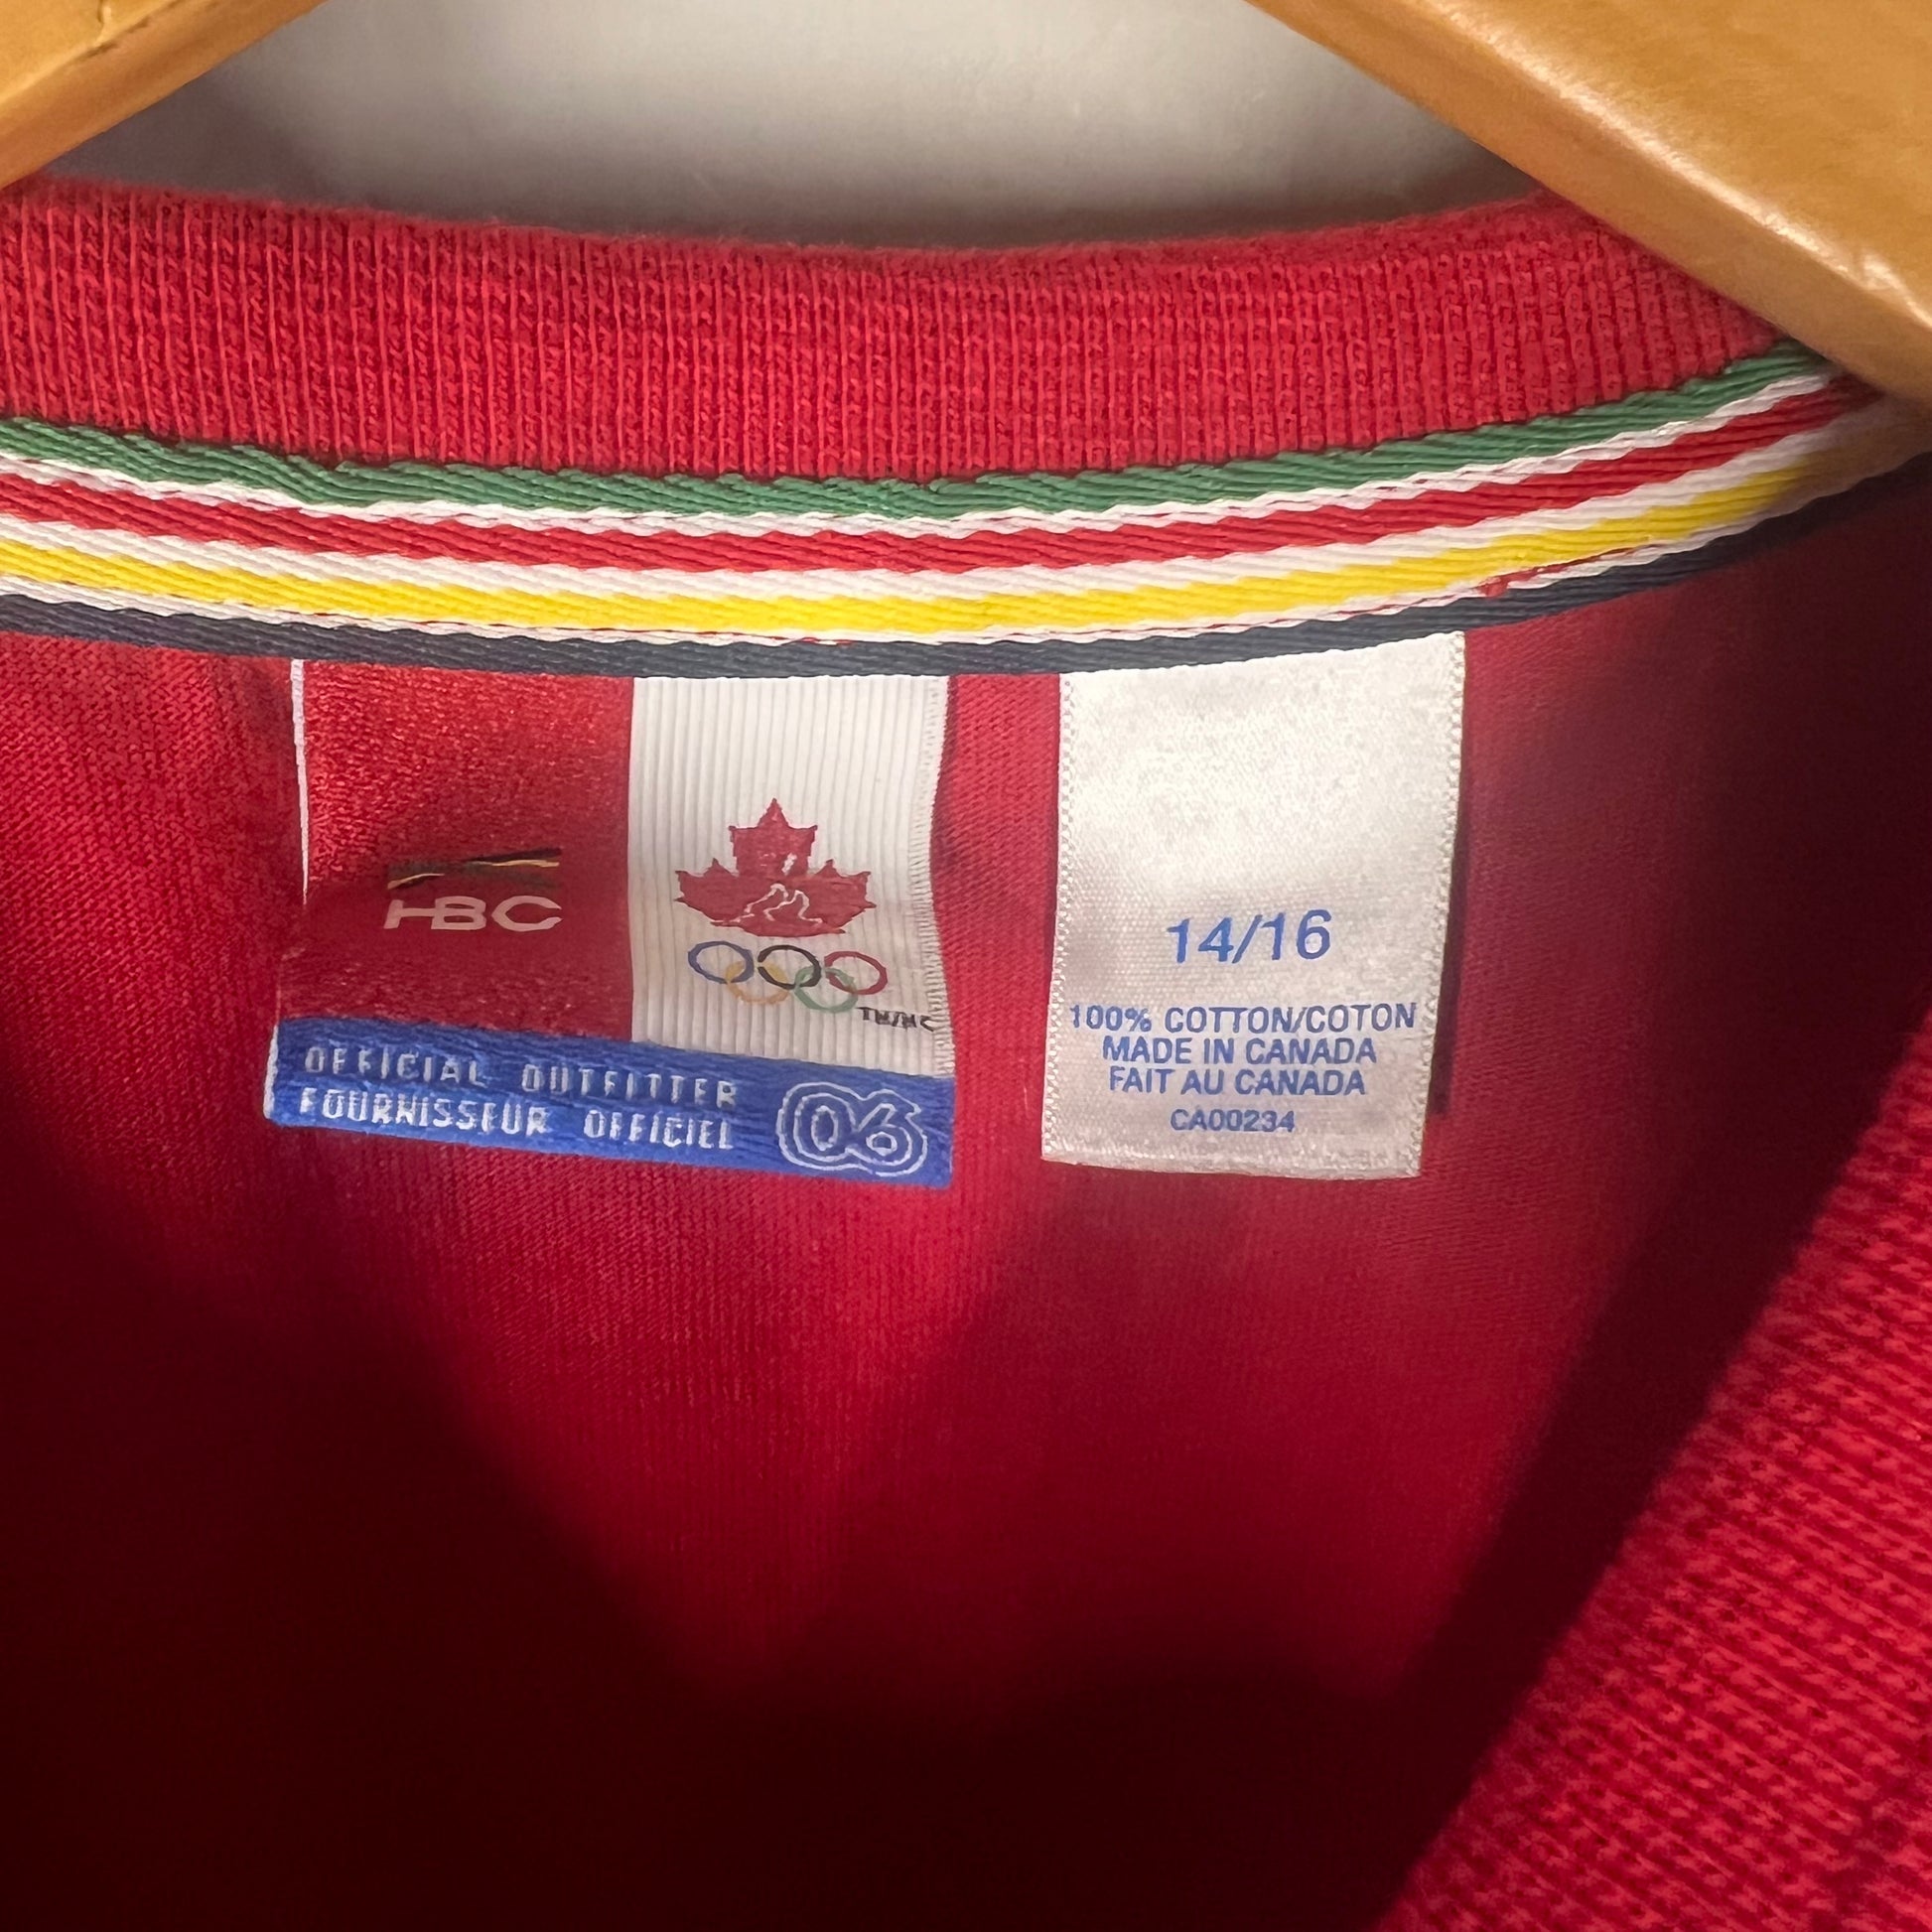 HBC
TM/MC
OFFICIAL OUTFITTER
FOURNISSEUR OFFICIEL
06
14/16
100% COTTON/COTON
MADE IN CANADA
FAIT AU CANADA
CA00234